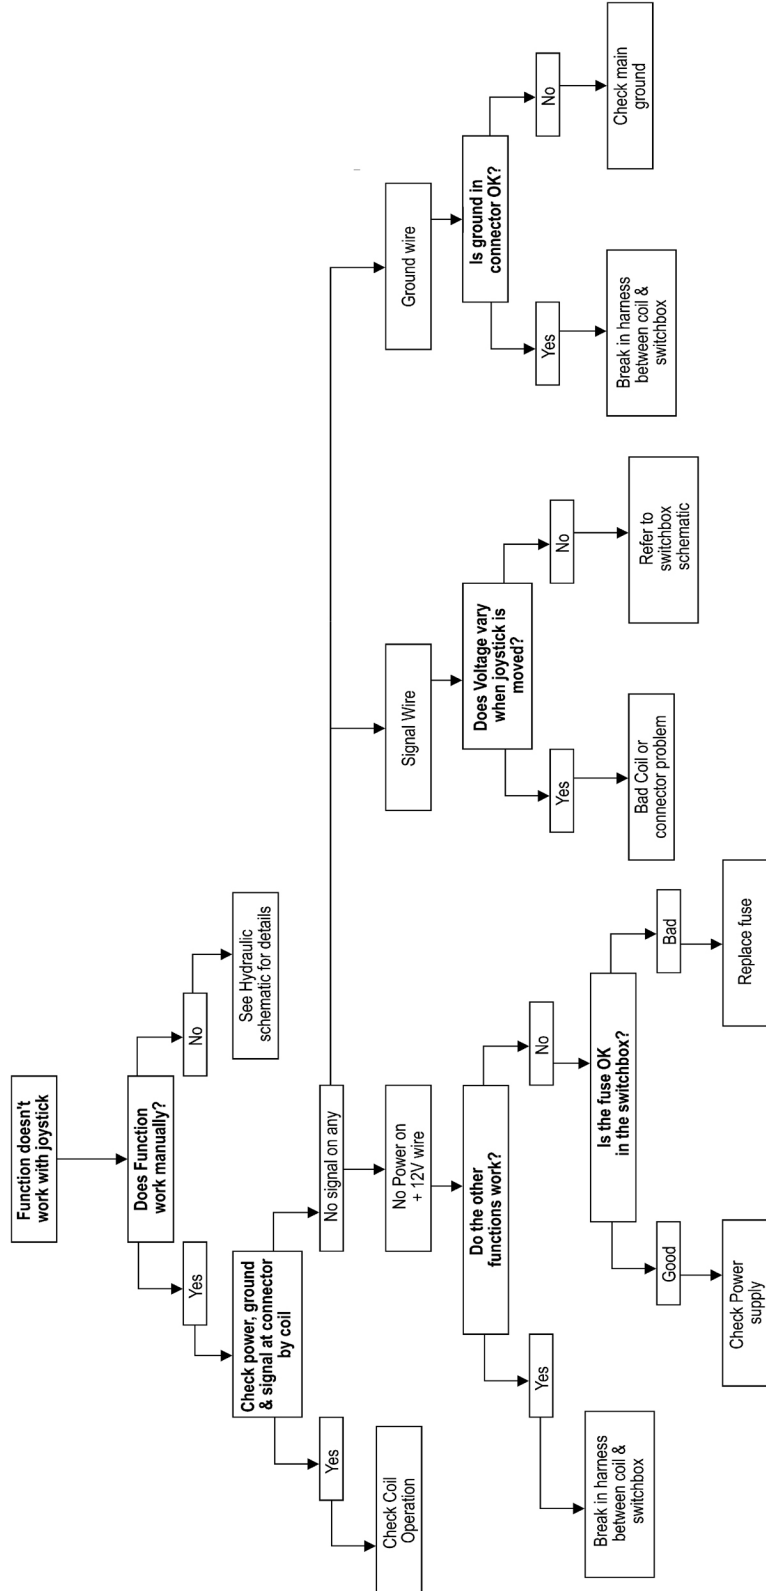 Function doesn't
work with joystick
Does Function
work manually?
Yes
No
See Hydraulic
schematic for details
Check power, ground
& signal at connector
by coil
Yes
Check Coil
Operation
No signal on any
No Power on
+ 12V wire
Do the other
functions work?
Yes
Break in harness
between coil &
switchbox
No
Is the fuse OK
in the switchbox?
Good
Check Power
supply
Bad
Replace fuse
Signal Wire
Does Voltage vary
when joystick is
moved?
Yes
Bad Coil or
connector problem
No
Refer to
switchbox
schematic
Ground wire
Is ground in
connector OK?
Yes
Break in harness
between coil &
switchbox
No
Check main
ground